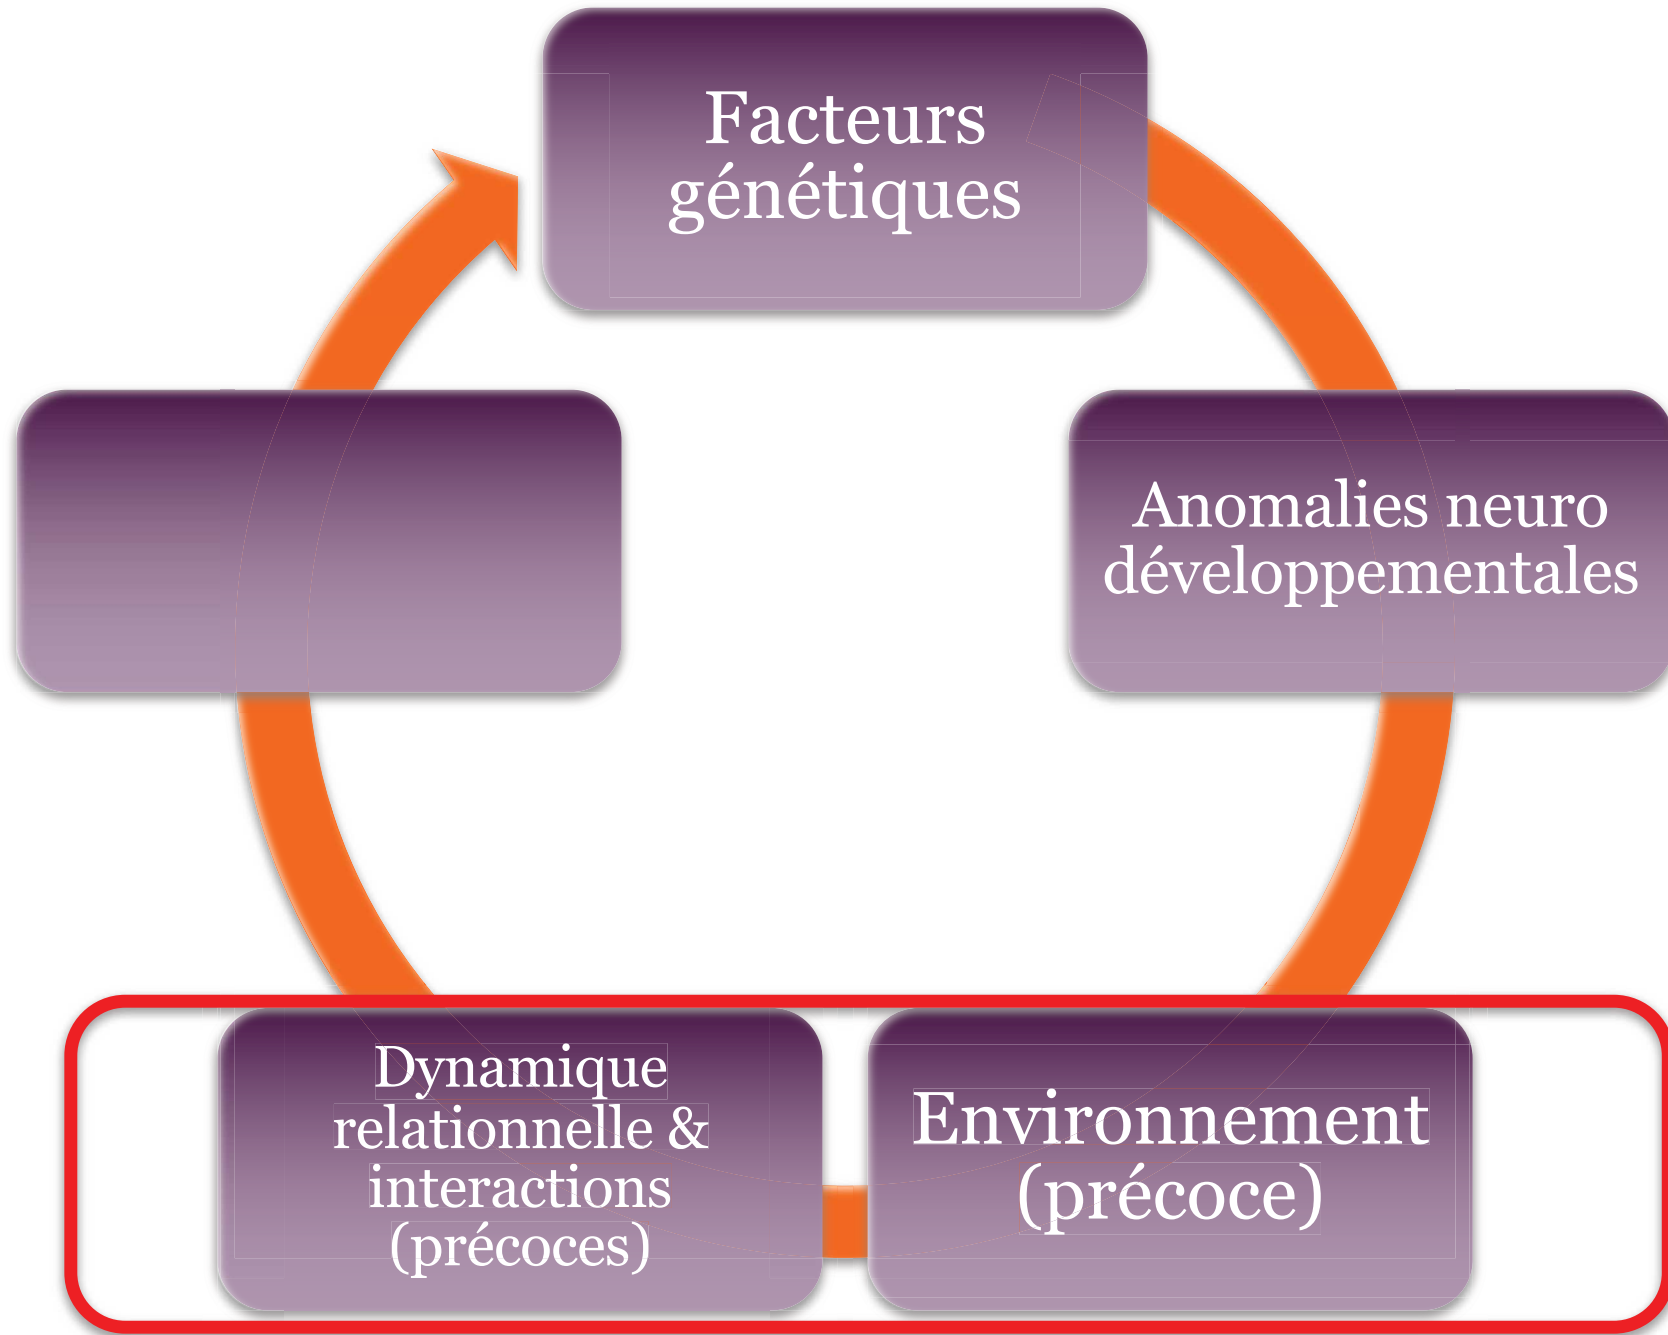 Facteurs
génétiques
Anomalies neuro
développementales
Environnement
(précoce)
Dynamique
relationnelle &
interactions
(précoces)